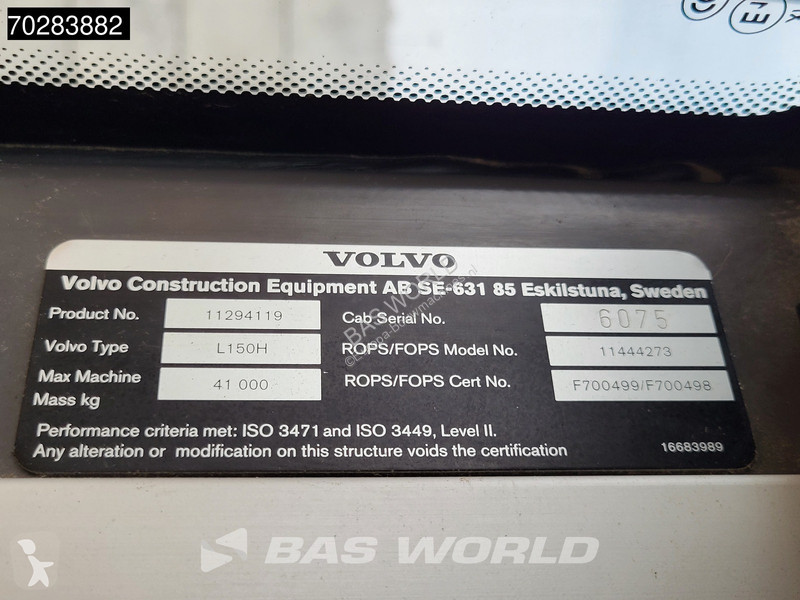 70283882
VOLVO
Volvo Construction Equipment AB SE-631 85 Eskilstuna, Sweden
Product No. 11294119 Cab Serial No. 6075
Volvo Type L150H ROPS/FOPS Model No. 11444273
Max Machine Mass kg 41 000 ROPS/FOPS Cert No. F700499/F700498
Performance criteria met: ISO 3471 and ISO 3449, Level II.
Any alteration or modification on this structure voids the certification 16683989
BAS WORLD
BAS WORLD